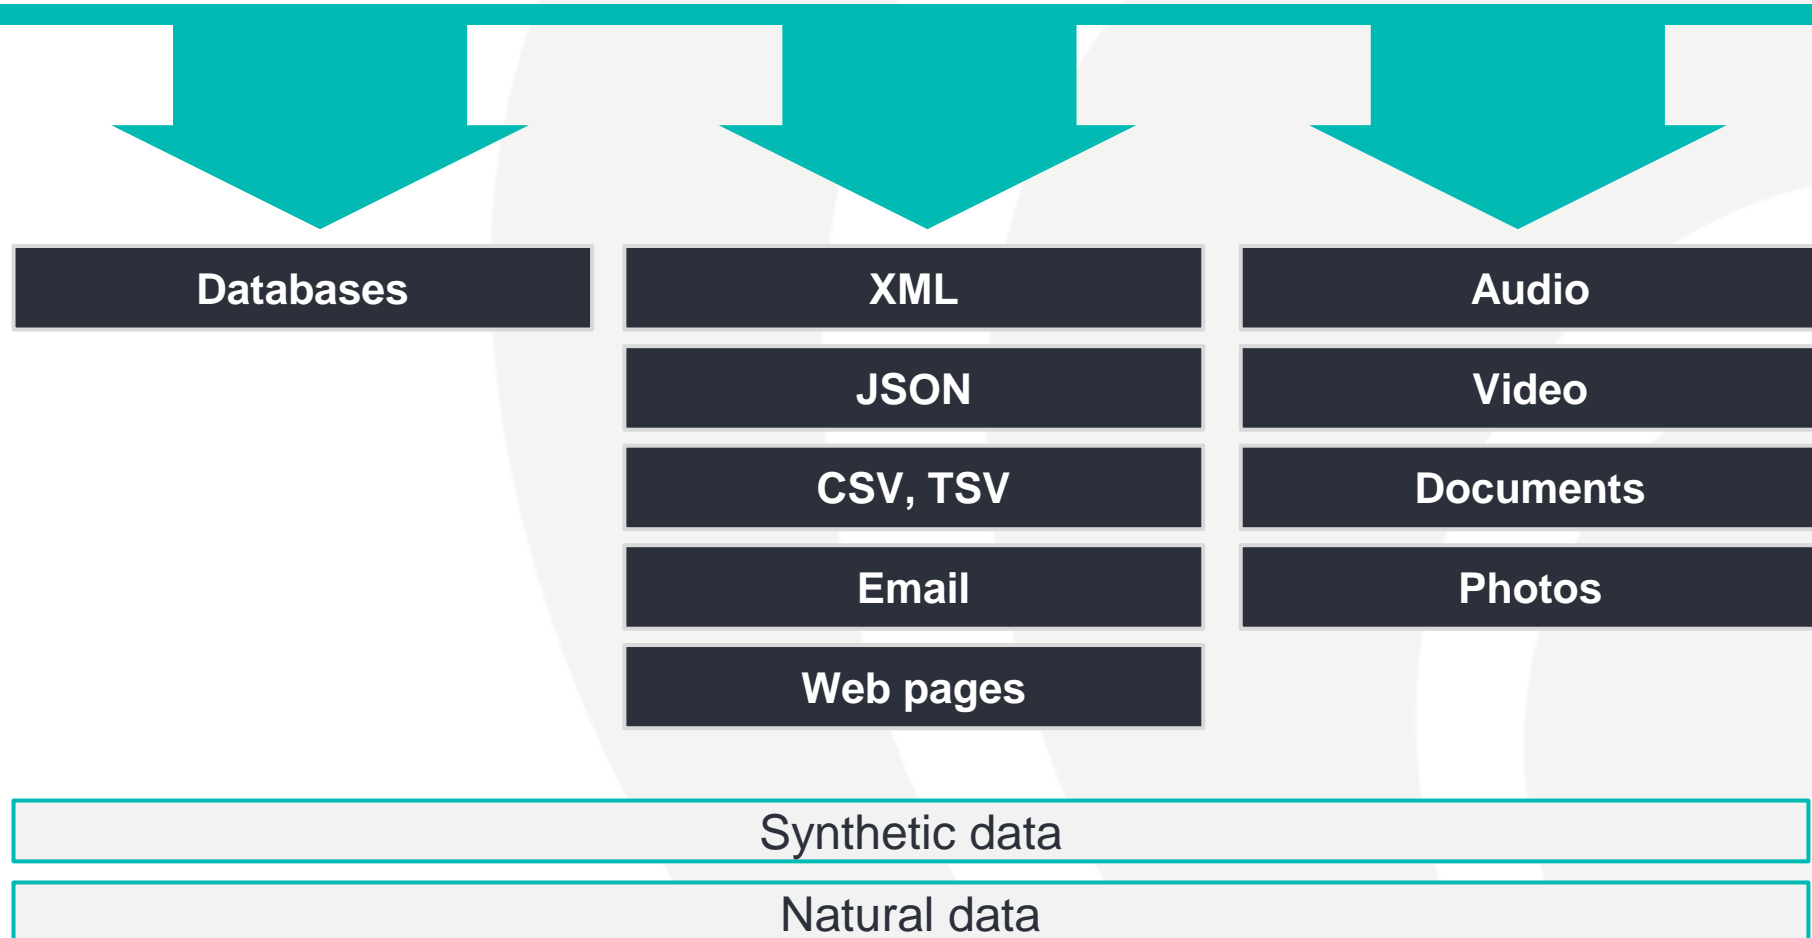 Databases
XML
Audio
JSON
Video
CSV, TSV
Documents
Email
Photos
Web pages
Synthetic data
Natural data